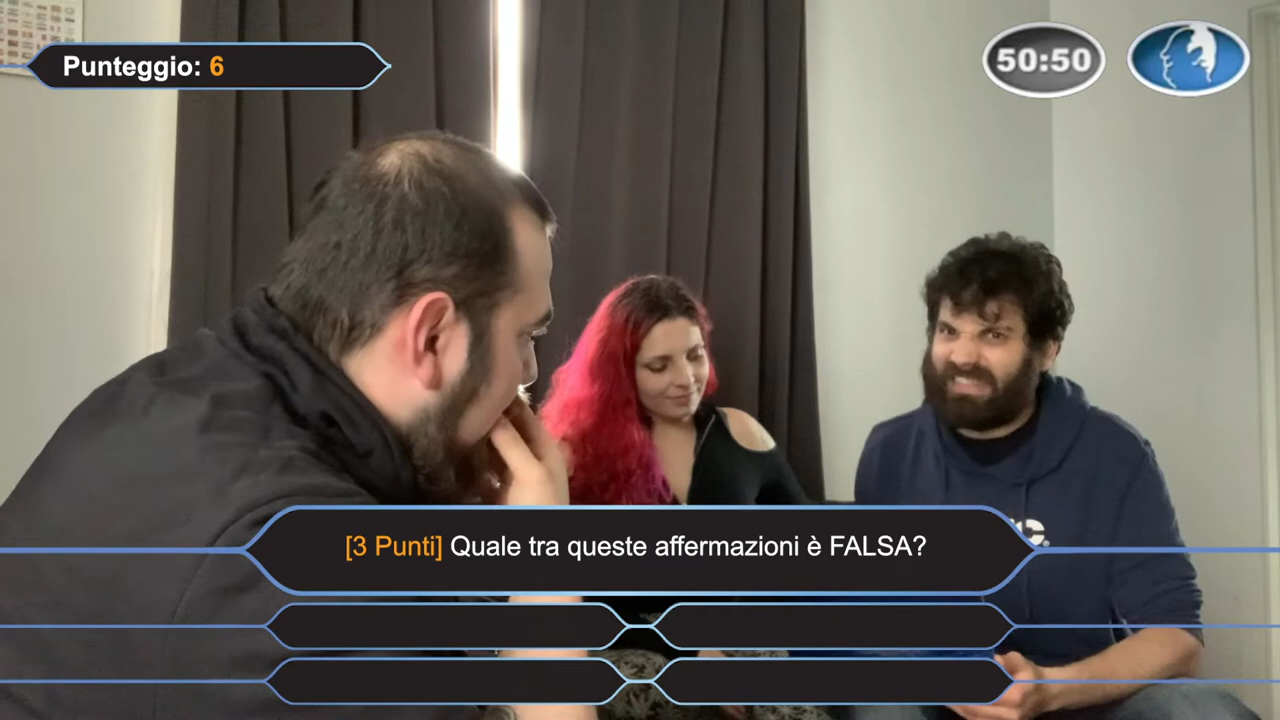 Punteggio: 6
50:50
[3 Punti] Quale tra queste affermazioni è FALSA?